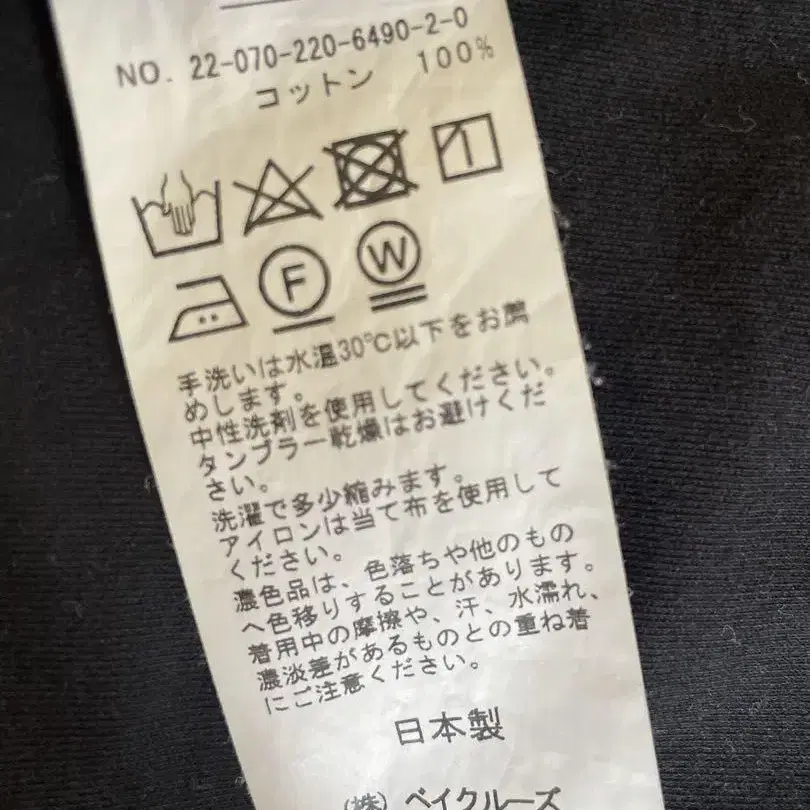 NO. 22-070-220-6490-2-0
コットン 100%
F W
手洗いは水温30℃以下をお薦
めします。
中性洗剤を使用してください。
タンブラー乾燥はお避けくだ
さい。
洗濯で多少縮みます。
アイロンは当て布を使用して
ください。
濃色品は、色落ちや他のもの
へ色移りすることがあります。
着用中の摩擦や、汗、水濡れ、
濃淡差があるものとの重ね着
にご注意ください。
日本製
(株) ベイクルーズ